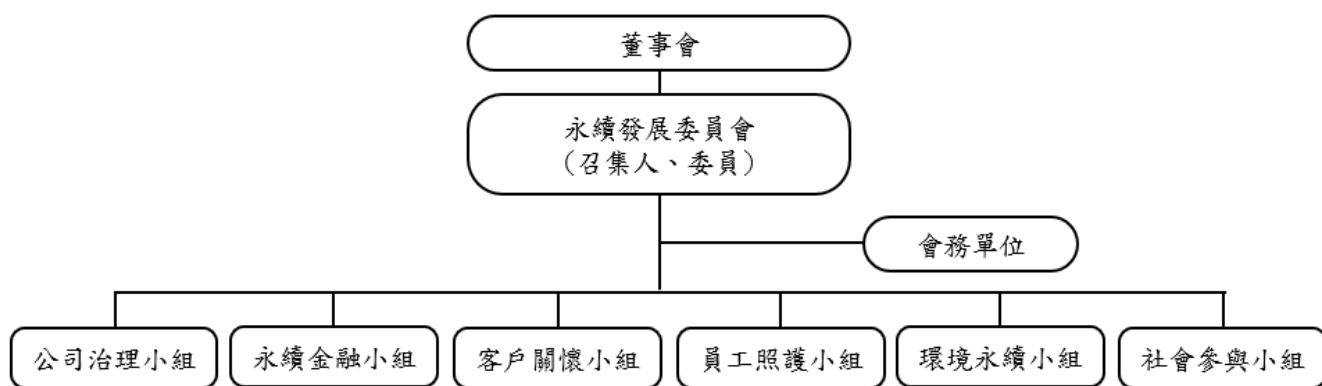 董事會
永續發展委員會
(召集人、委員)
會務單位
公司治理小組
永續金融小組
客戶關懷小組
員工照護小組
環境永續小組
社會參與小組